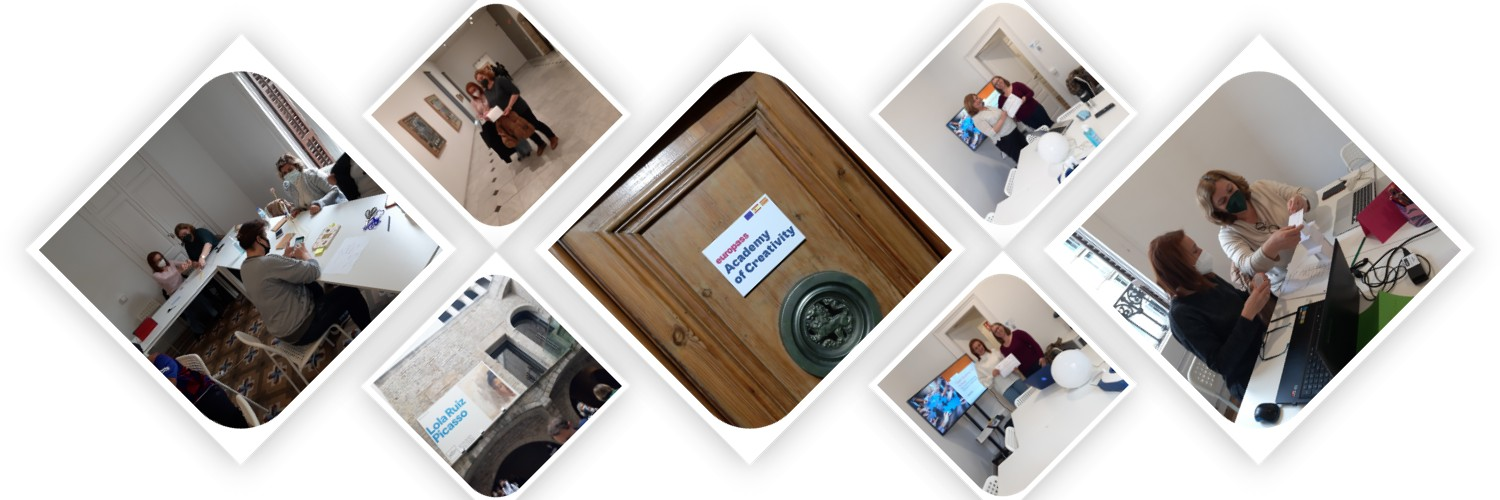 Lola Ruiz
Picasso
europass
Academy
of Creativity